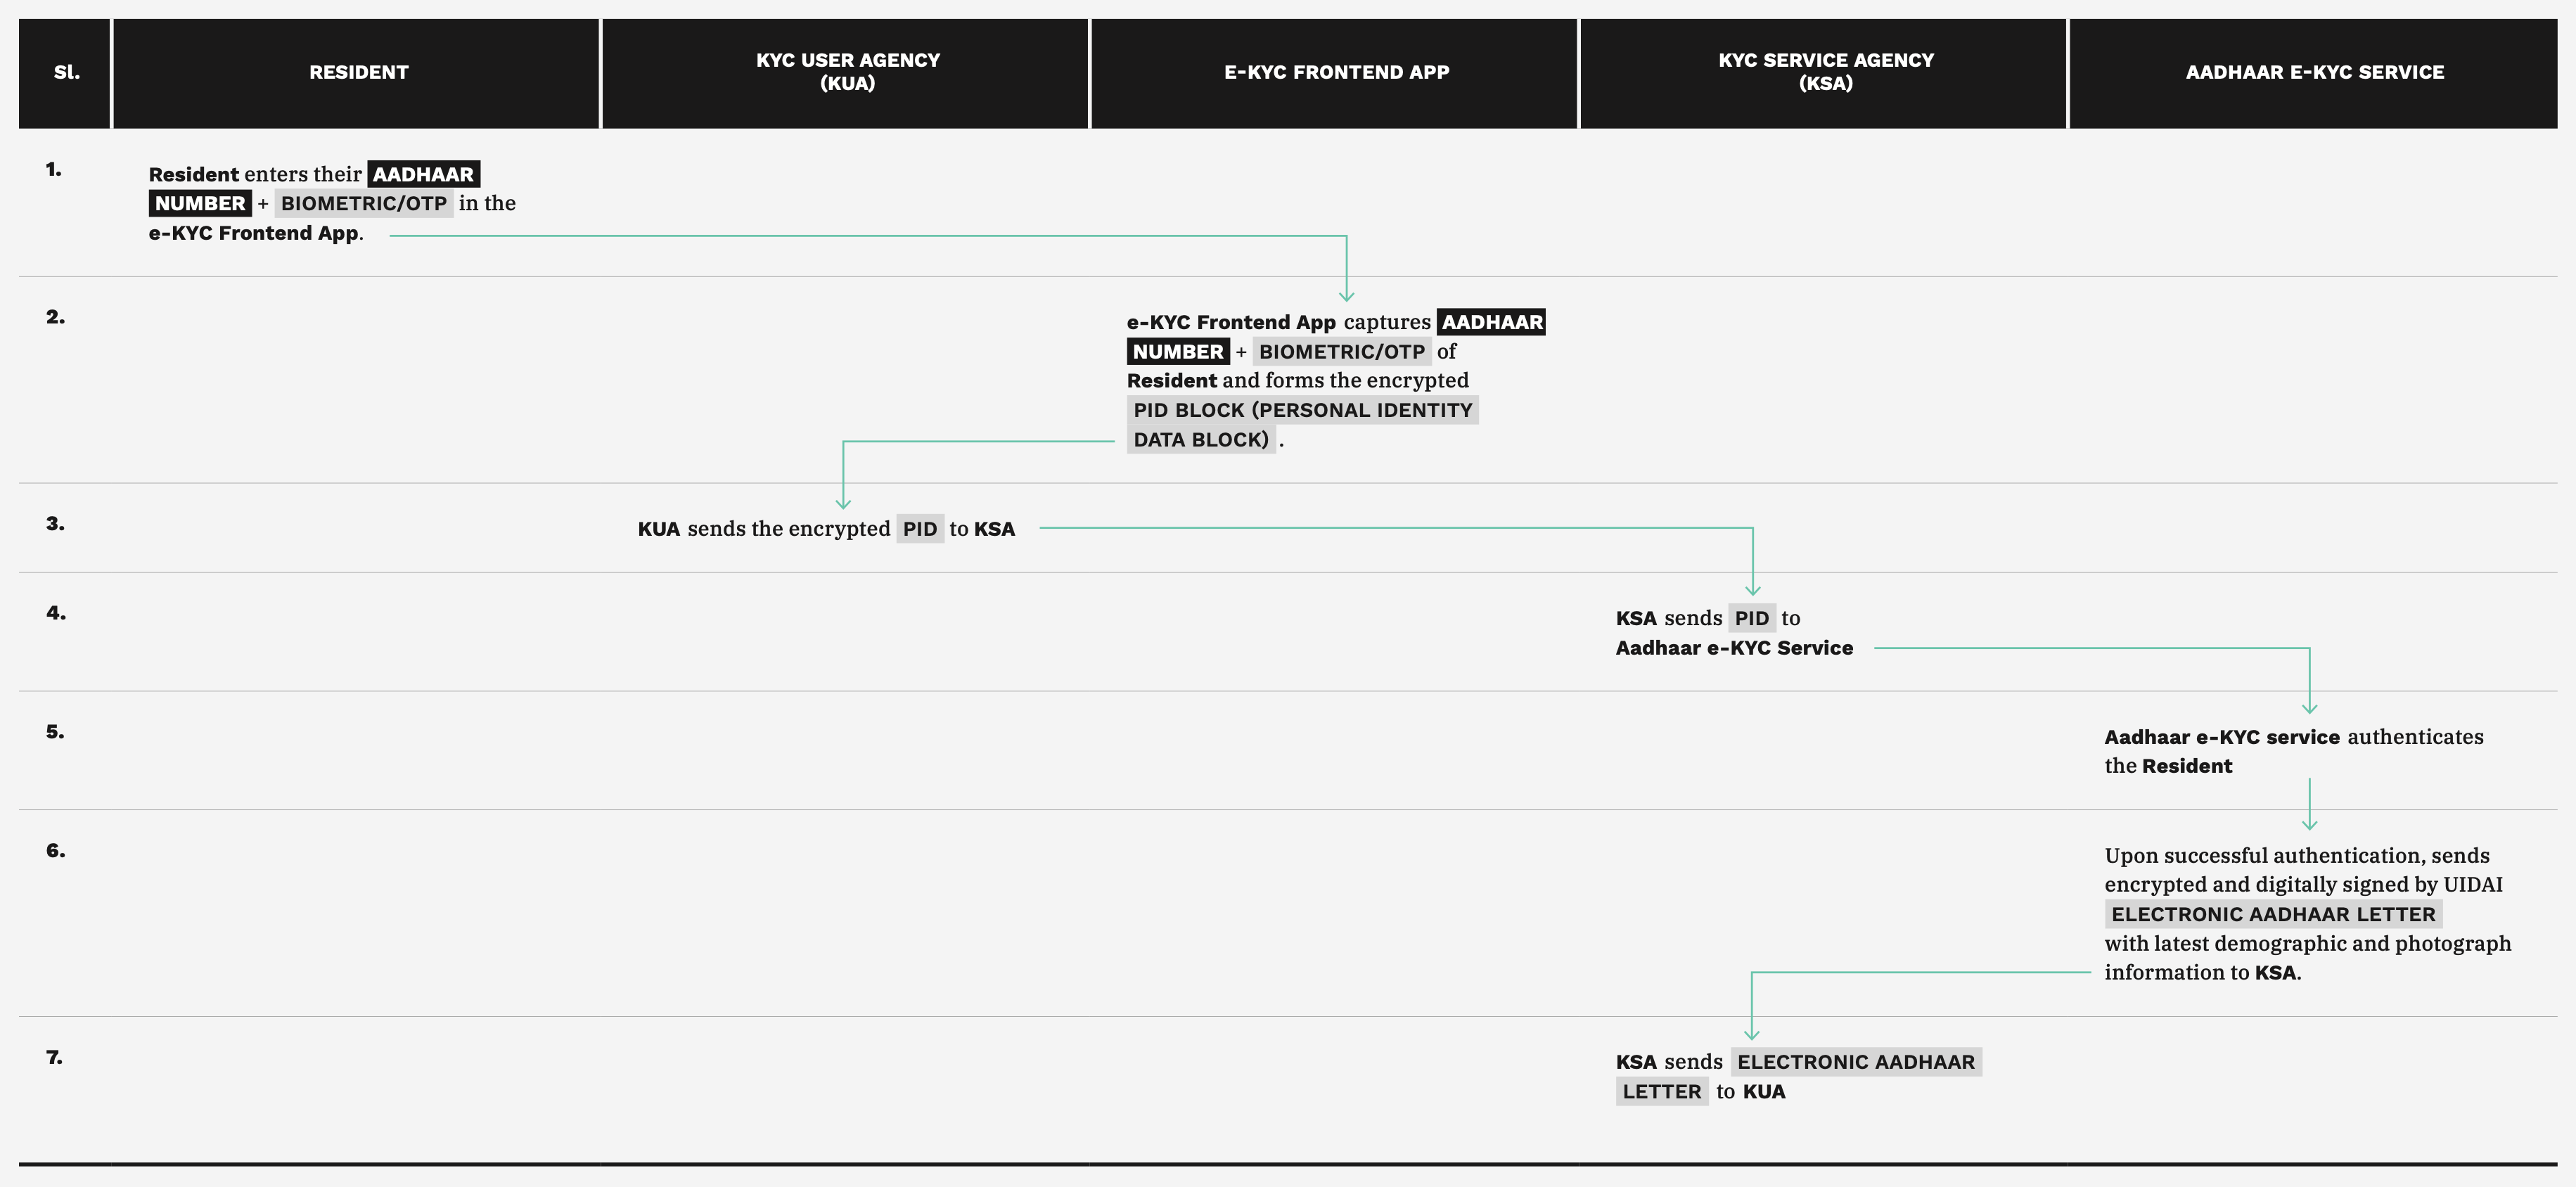 Sl.
RESIDENT
KYC USER AGENCY
(KUA)
E-KYC FRONTEND APP
KYC SERVICE AGENCY
(KSA)
AADHAAR E-KYC SERVICE
1.
Resident enters their AADHAAR
NUMBER + BIOMETRIC/OTP in the
e-KYC Frontend App.
2.
e-KYC Frontend App captures AADHAAR
NUMBER + BIOMETRIC/OTP of
Resident and forms the encrypted
PID BLOCK (PERSONAL IDENTITY
DATA BLOCK) .
3.
KUA sends the encrypted PID to KSA
4.
KSA sends PID to
Aadhaar e-KYC Service
5.
Aadhaar e-KYC service authenticates
the Resident
6.
Upon successful authentication, sends
encrypted and digitally signed by UIDAI
ELECTRONIC AADHAAR LETTER
with latest demographic and photograph
information to KSA.
7.
KSA sends ELECTRONIC AADHAAR
LETTER to KUA